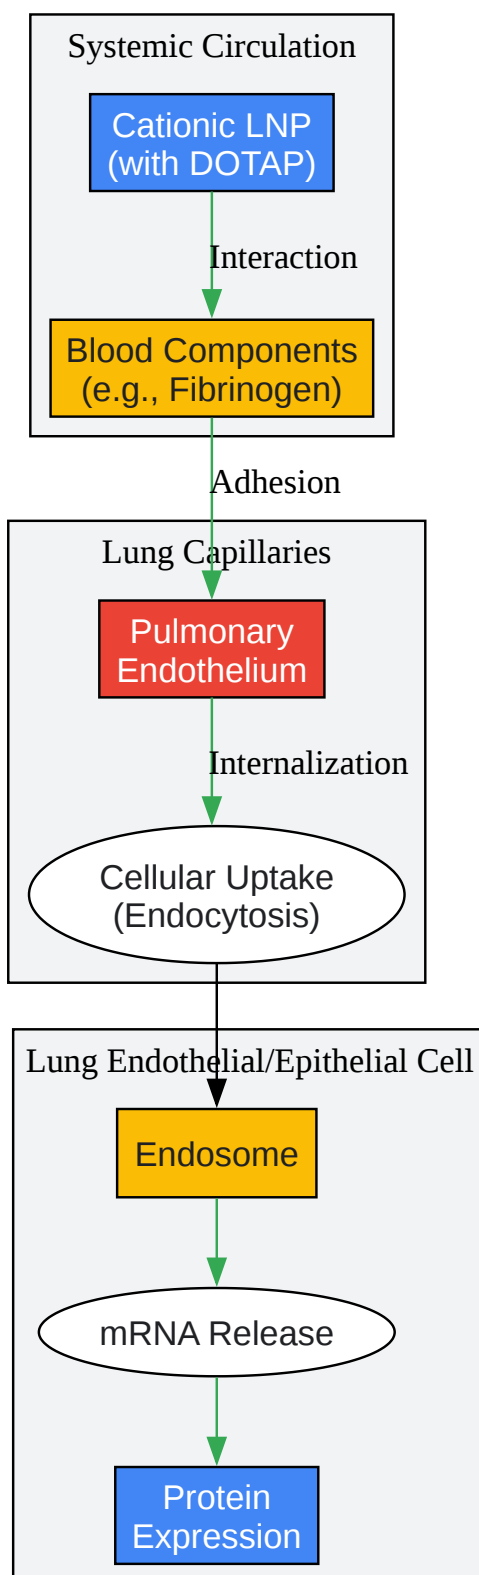 Systemic Circulation
Cationic LNP
(with DOTAP)
Interaction
Blood Components
(e.g., Fibrinogen)
Adhesion
Lung Capillaries
Pulmonary
Endothelium
Internalization
Cellular Uptake
(Endocytosis)
Lung Endothelial/Epithelial Cell
Endosome
mRNA Release
Protein
Expression